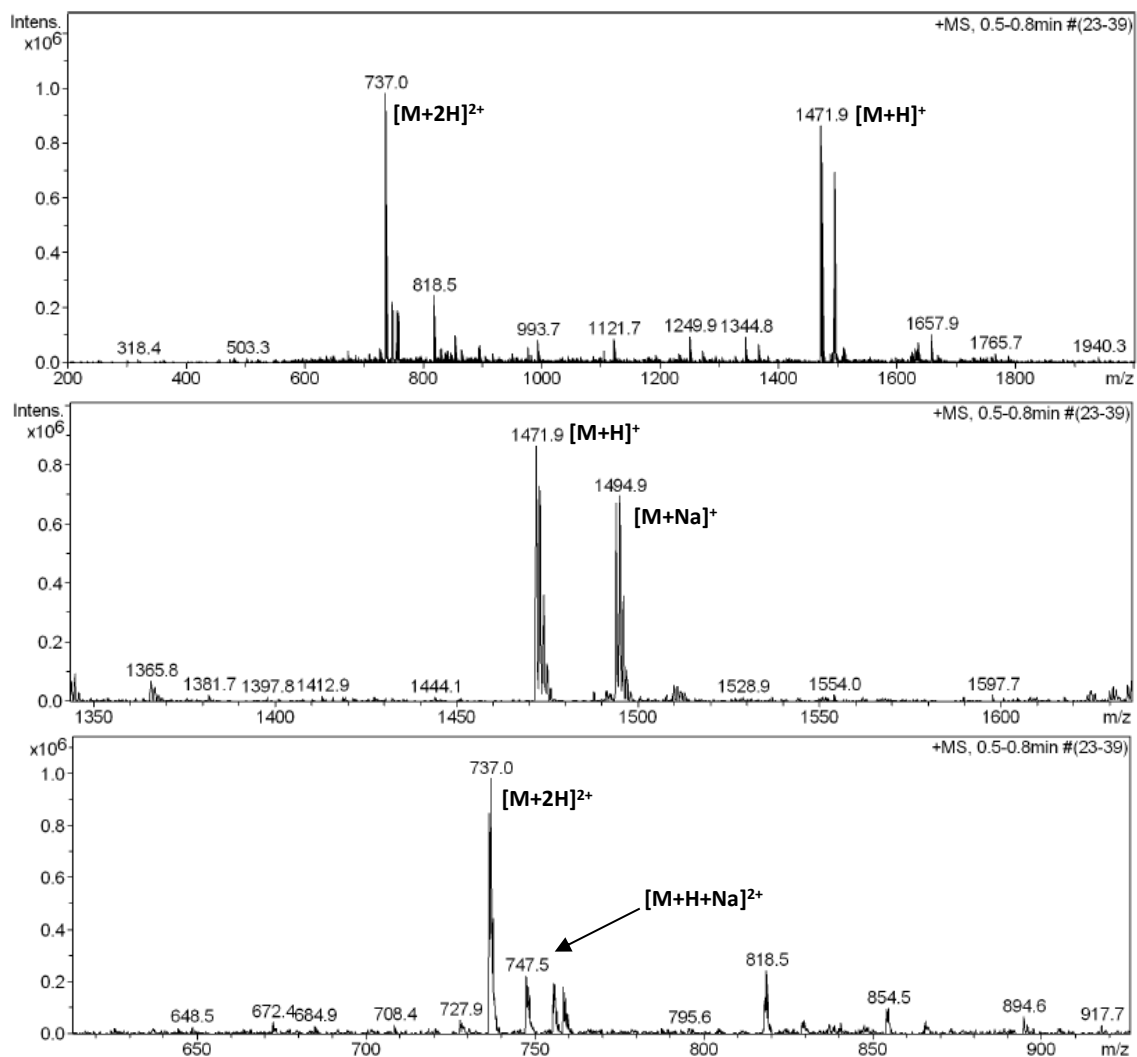 Intens.
x10⁶
+MS, 0.5-0.8min #(23-39)
737.0
[M+2H]²⁺
1471.9 [M+H]⁺
1.0
0.8
0.6
0.4
818.5
0.2
993.7 1121.7 1249.9 1344.8 1657.9
318.4 503.3 1765.7 1940.3
0.0
200 400 600 800 1000 1200 1400 1600 1800 m/z
Intens.
x10⁶
+MS, 0.5-0.8min #(23-39)
1471.9 [M+H]⁺
0.8
1494.9
[M+Na]⁺
0.6
0.4
0.2
1365.8 1381.7 1397.8 1412.9 1444.1 1528.9 1554.0 1597.7
0.0
1350 1400 1450 1500 1550 1600 m/z
x10⁶
+MS, 0.5-0.8min #(23-39)
737.0
[M+2H]²⁺
1.0
0.8
0.6
[M+H+Na]²⁺
0.4
747.5 818.5
0.2
648.5 672.4 684.9 708.4 727.9 795.6 854.5 894.6 917.7
0.0
650 700 750 800 850 900 m/z